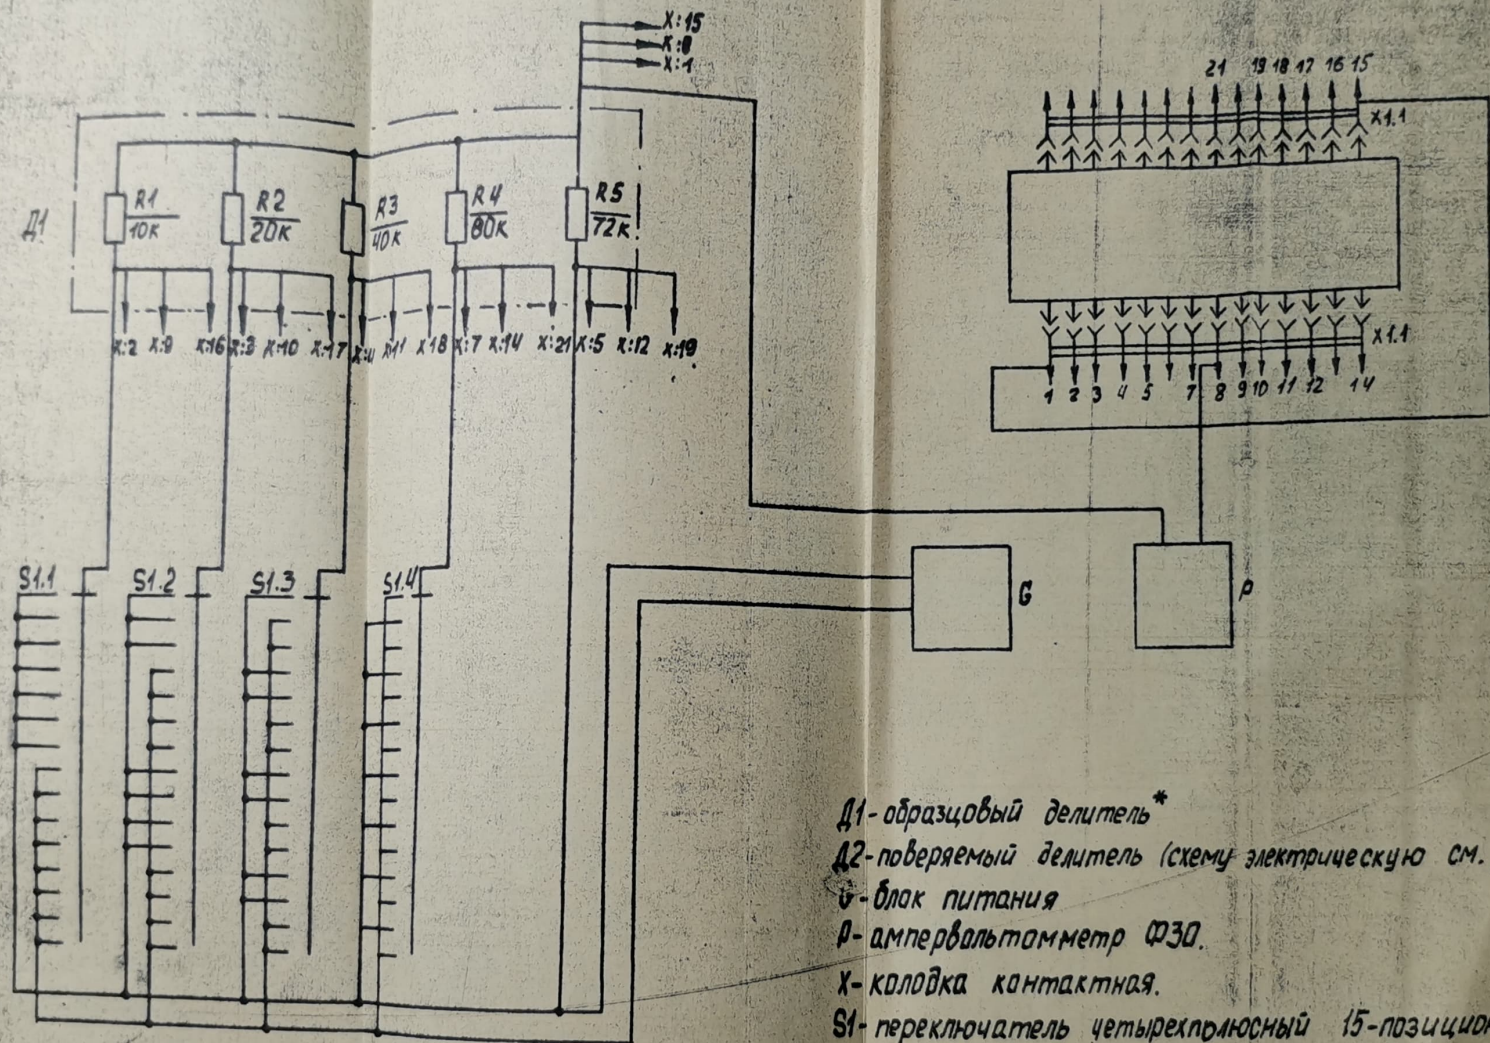 X:15
X:8
X:1
21 19 18 17 16 15
X1.1
Д1
R1
10к
R2
20к
R3
40к
R4
80к
R5
72к
X:2 X:9 X:16 X:3 X:10 X:17 X:4 X:11 X:18 X:7 X:14 X:21 X:5 X:12 X:19
X1.1
1 2 3 4 5 7 8 9 10 11 12 14
S1.1 S1.2 S1.3 S1.4
G
P
Д1-образцовый делитель*
Д2-поверяемый делитель (схему электрическую см.
G-блок питания
P-ампервольтомметр Ф30.
X-колодка контактная.
S1-переключатель четырехполюсный 15-позицион